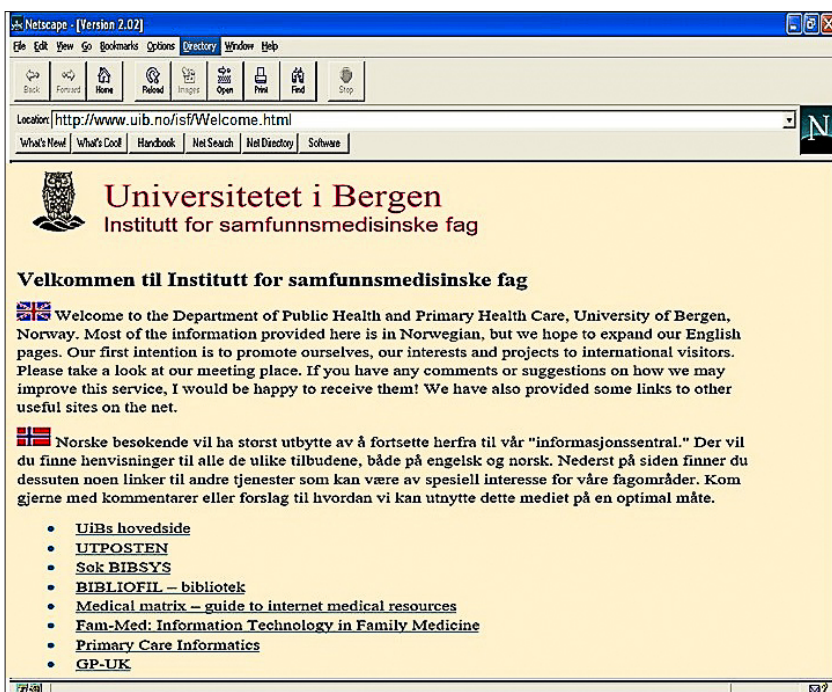 Netscape - [Version 2.02]
File Edit View Go Bookmarks Options Directory Window Help
Back Forward Home Reload Images Open Print Find Stop
Location: http://www.uib.no/isf/Welcome.html
What's New! What's Cool! Handbook Net Search Net Directory Software
N
Universitetet i Bergen
Institutt for samfunnsmedisinske fag
Velkommen til Institutt for samfunnsmedisinske fag
Welcome to the Department of Public Health and Primary Health Care, University of Bergen,
Norway. Most of the information provided here is in Norwegian, but we hope to expand our English
pages. Our first intention is to promote ourselves, our interests and projects to international visitors.
Please take a look at our meeting place. If you have any comments or suggestions on how we may
improve this service, I would be happy to receive them! We have also provided some links to other
useful sites on the net.
Norske besøkende vil ha størst utbytte av å fortsette herfra til vår "informasjonssentral." Der vil
du finne henvisninger til alle de ulike tilbudene, både på engelsk og norsk. Nederst på siden finner du
dessuten noen linker til andre tjenester som kan være av spesiell interesse for våre fagområder. Kom
gjerne med kommentarer eller forslag til hvordan vi kan utnytte dette mediet på en optimal måte.
• UiBs hovedside
• UTPOSTEN
• Søk BIBSYS
• BIBLIOFIL – bibliotek
• Medical matrix – guide to internet medical resources
• Fam-Med: Information Technology in Family Medicine
• Primary Care Informatics
• GP-UK